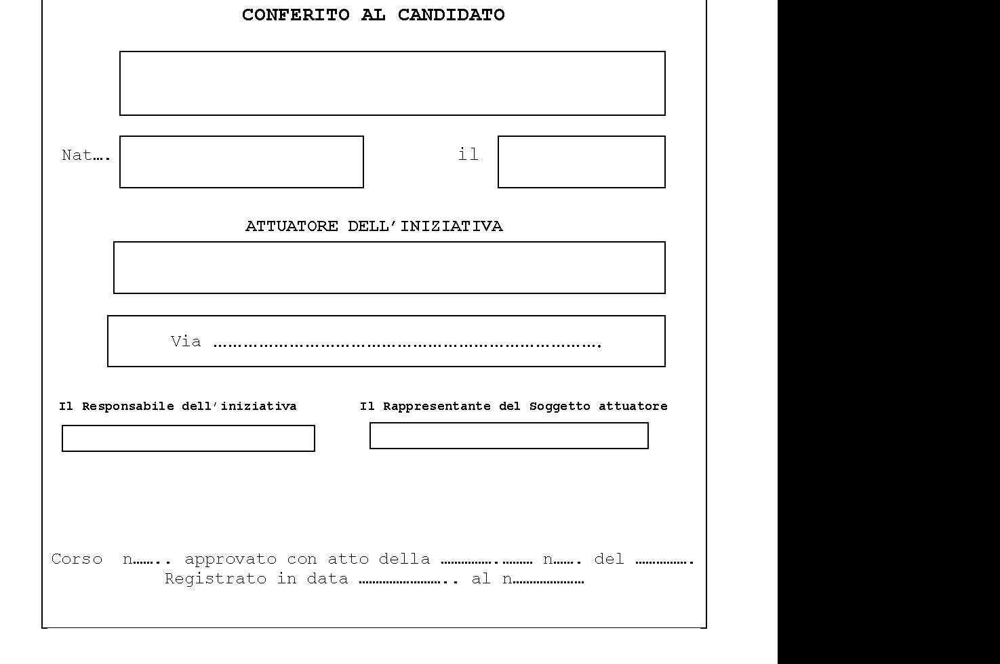 CONFERITO AL CANDIDATO
Nat…. il
ATTUATORE DELL’INIZIATIVA
Via ………………………………………………………………….
Il Responsabile dell’iniziativa Il Rappresentante del Soggetto attuatore
Corso n…….. approvato con atto della …………….……… n……. del …………….
Registrato in data …………………….. al n…………………